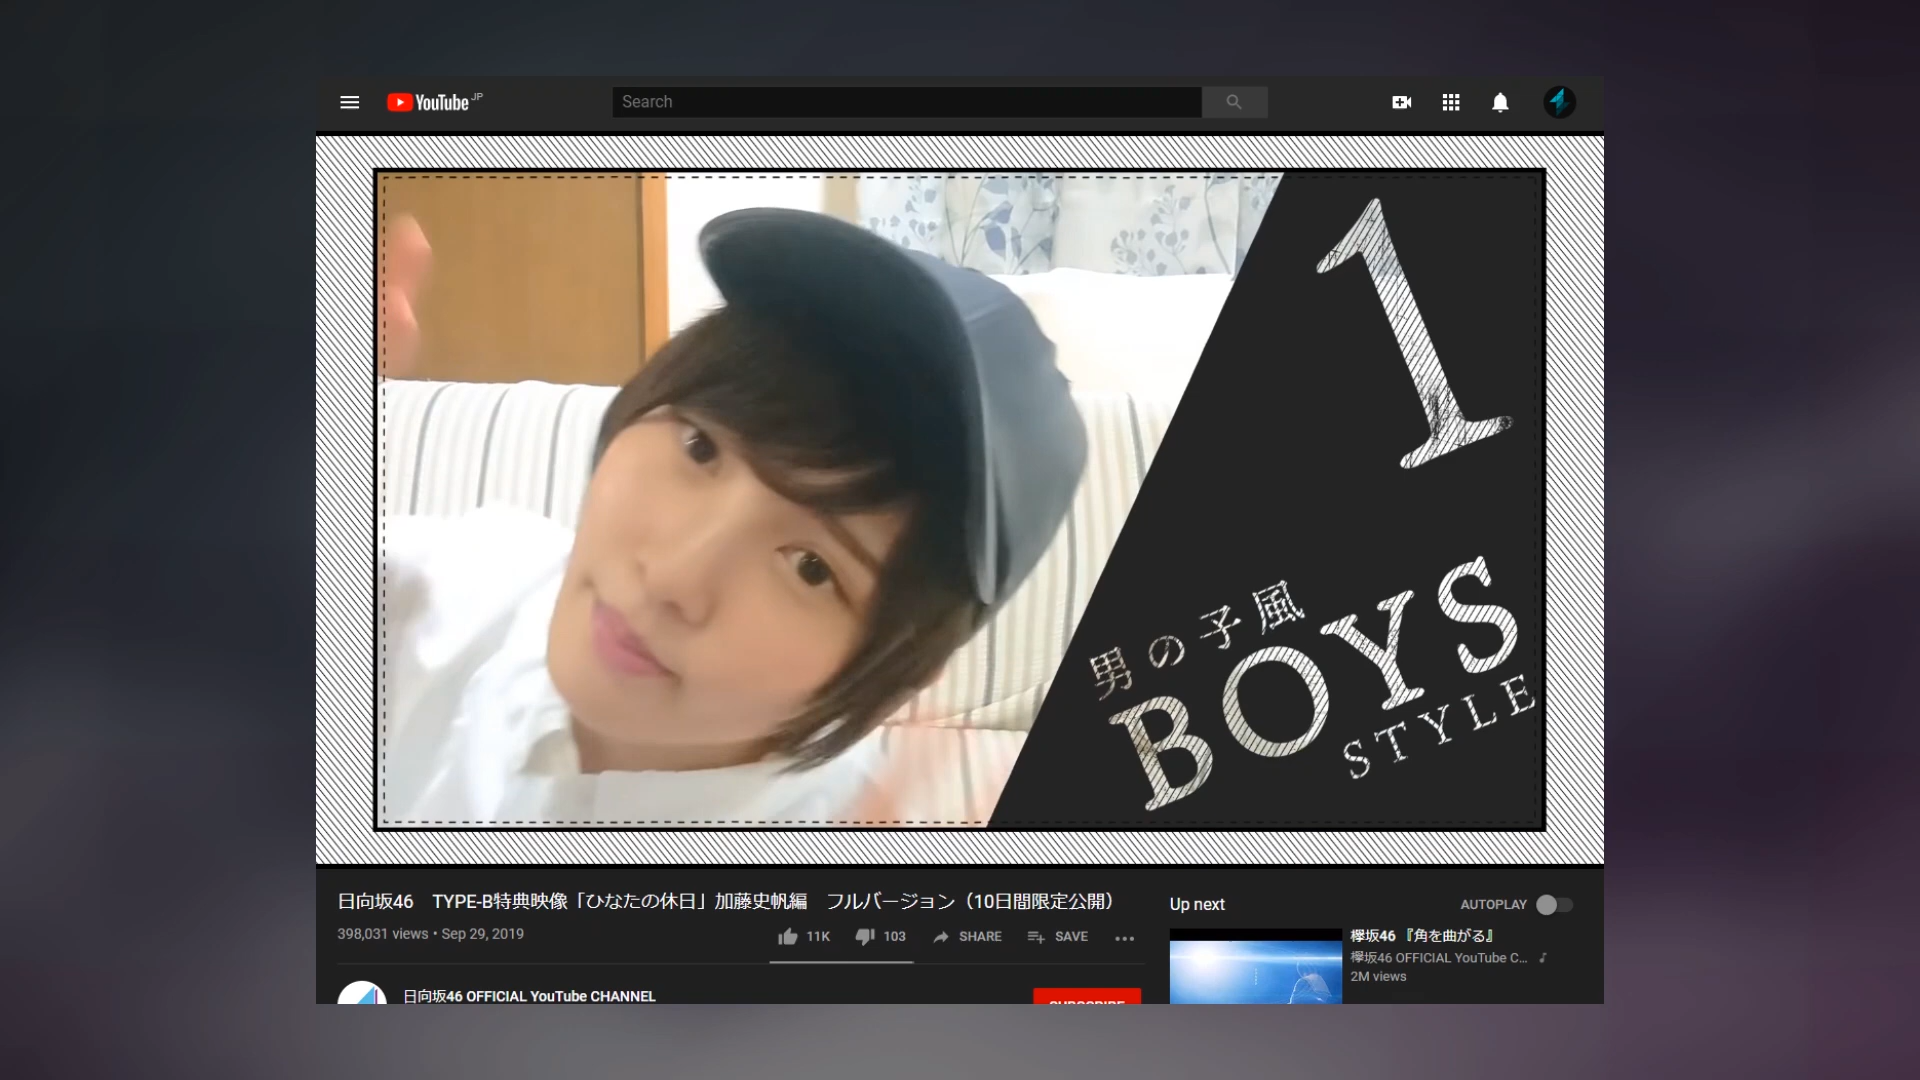 YouTube JP
Search
1
男の子風
BOYS
STYLE
日向坂46　TYPE-B特典映像「ひなたの休日」加藤史帆編　フルバージョン（10日間限定公開）
398,031 views • Sep 29, 2019
11K
103
SHARE
SAVE
日向坂46 OFFICIAL YouTube CHANNEL
SUBSCRIBE
Up next
AUTOPLAY
欅坂46 『角を曲がる』
欅坂46 OFFICIAL YouTube C...
2M views